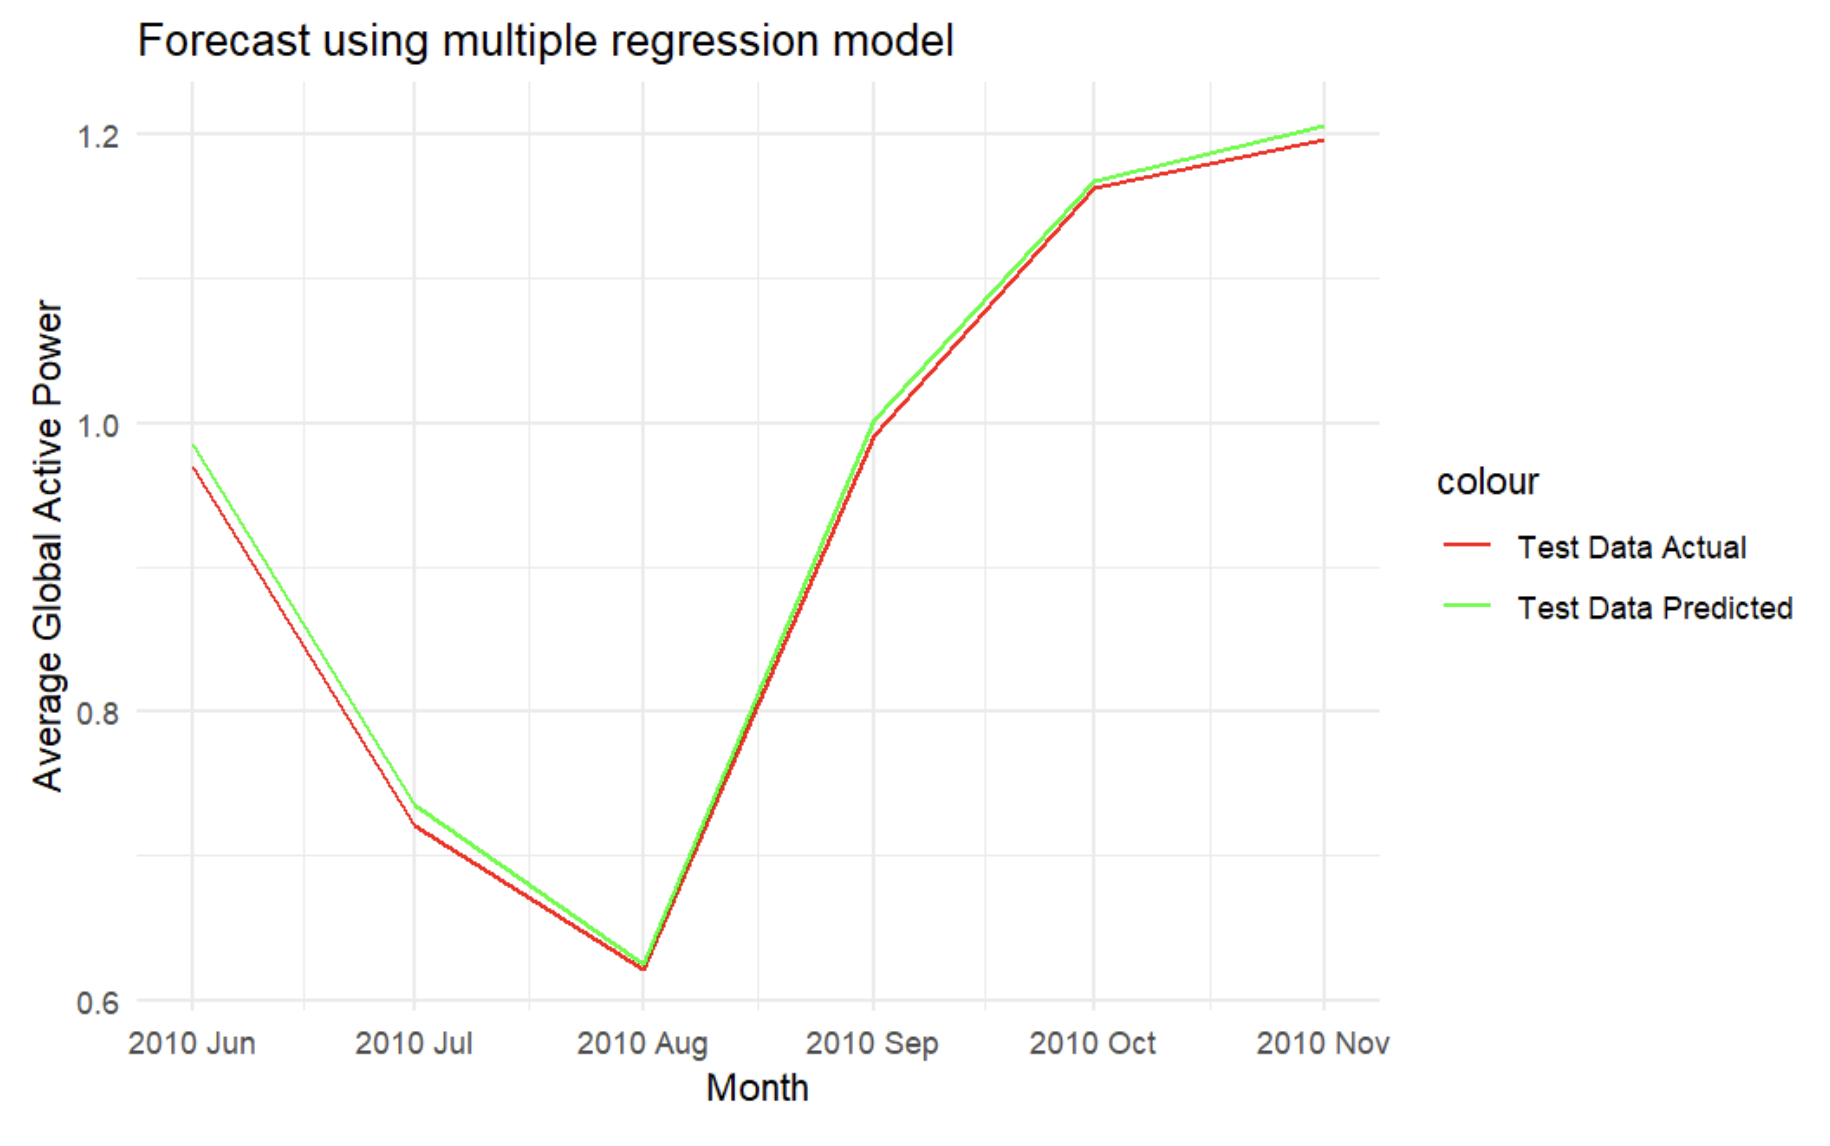 Forecast using multiple regression model
1.2
1.0
0.8
0.6
Average Global Active Power
2010 Jun 2010 Jul 2010 Aug 2010 Sep 2010 Oct 2010 Nov
Month
colour
Test Data Actual
Test Data Predicted